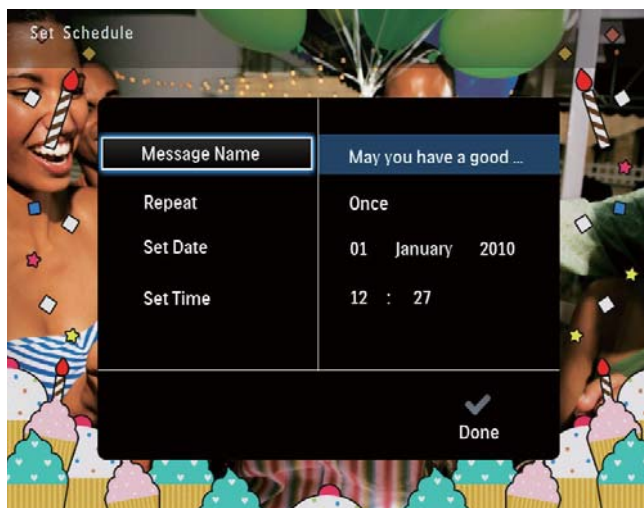 Set Schedule
Message Name May you have a good ...
Repeat Once
Set Date 01 January 2010
Set Time 12 : 27
Done